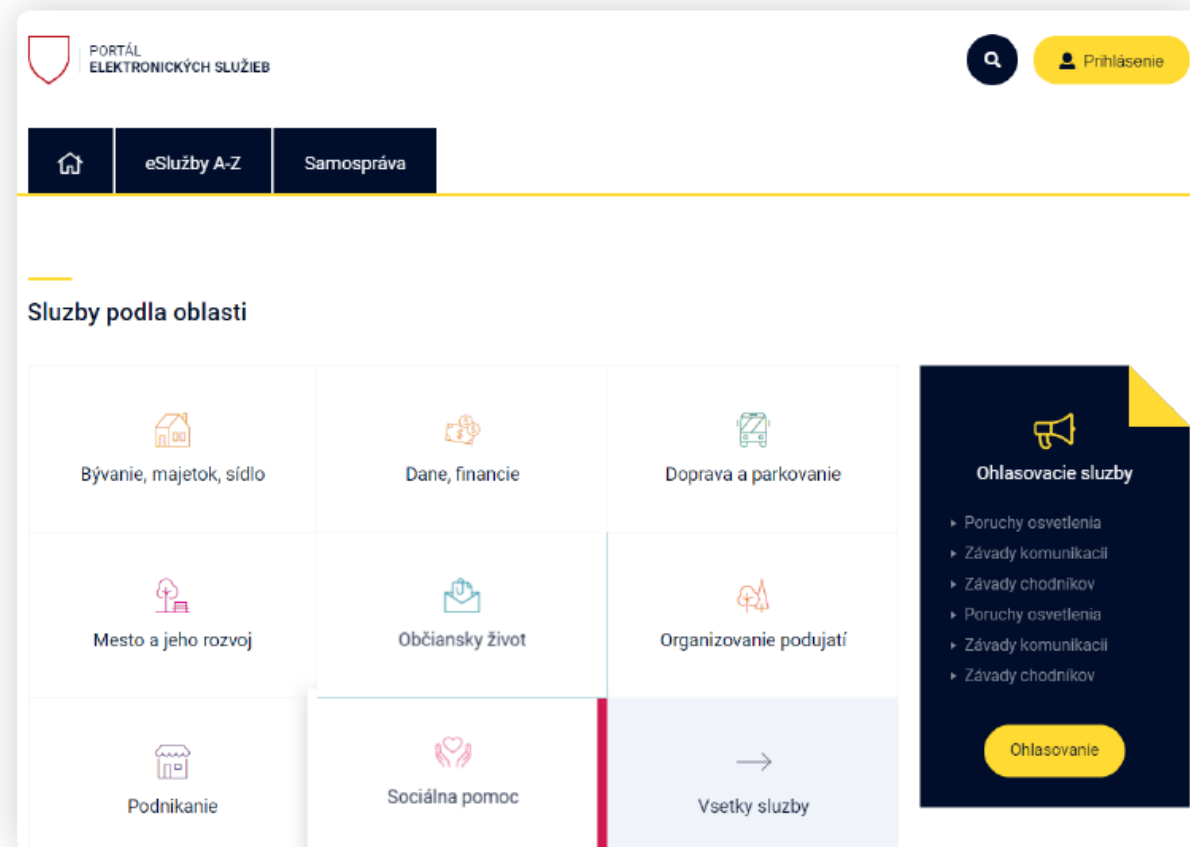 PORTÁL
ELEKTRONICKÝCH SLUŽIEB
Prihlásenie
eSlužby A-Z
Samospráva
Sluzby podla oblasti
Bývanie, majetok, sídlo
Dane, financie
Doprava a parkovanie
Mesto a jeho rozvoj
Občiansky život
Organizovanie podujatí
Podnikanie
Sociálna pomoc
Vsetky sluzby
Ohlasovacie sluzby
Poruchy osvetlenia
Závady komunikacii
Závady chodníkov
Poruchy osvetlenia
Závady komunikacii
Závady chodníkov
Ohlasovanie